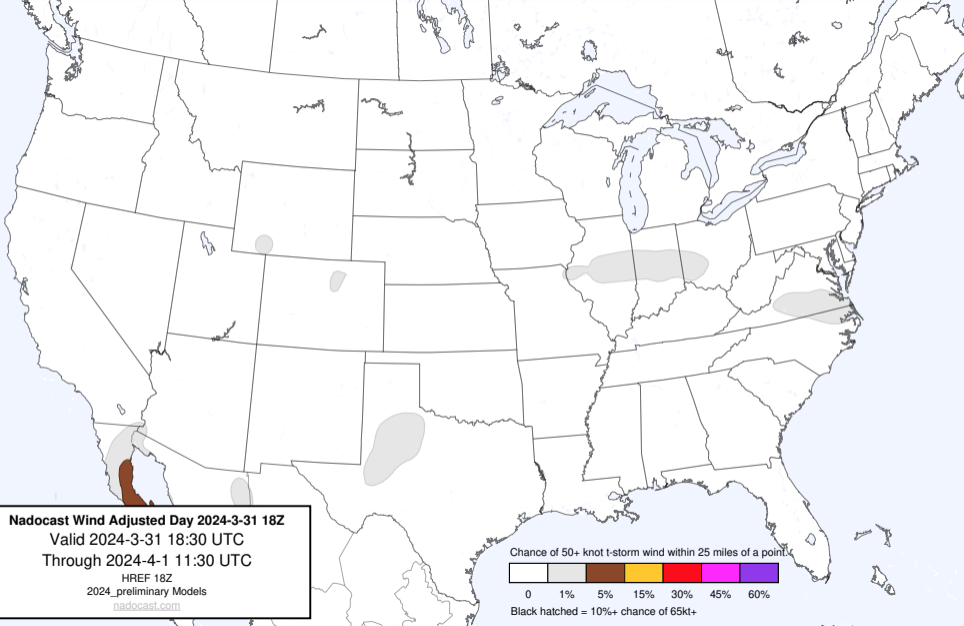 Nadocast Wind Adjusted Day 2024-3-31 18Z
Valid 2024-3-31 18:30 UTC
Through 2024-4-1 11:30 UTC
HREF 18Z
2024_preliminary Models
nadocast.com
Chance of 50+ knot t-storm wind within 25 miles of a point.
0 1% 5% 15% 30% 45% 60%
Black hatched = 10%+ chance of 65kt+